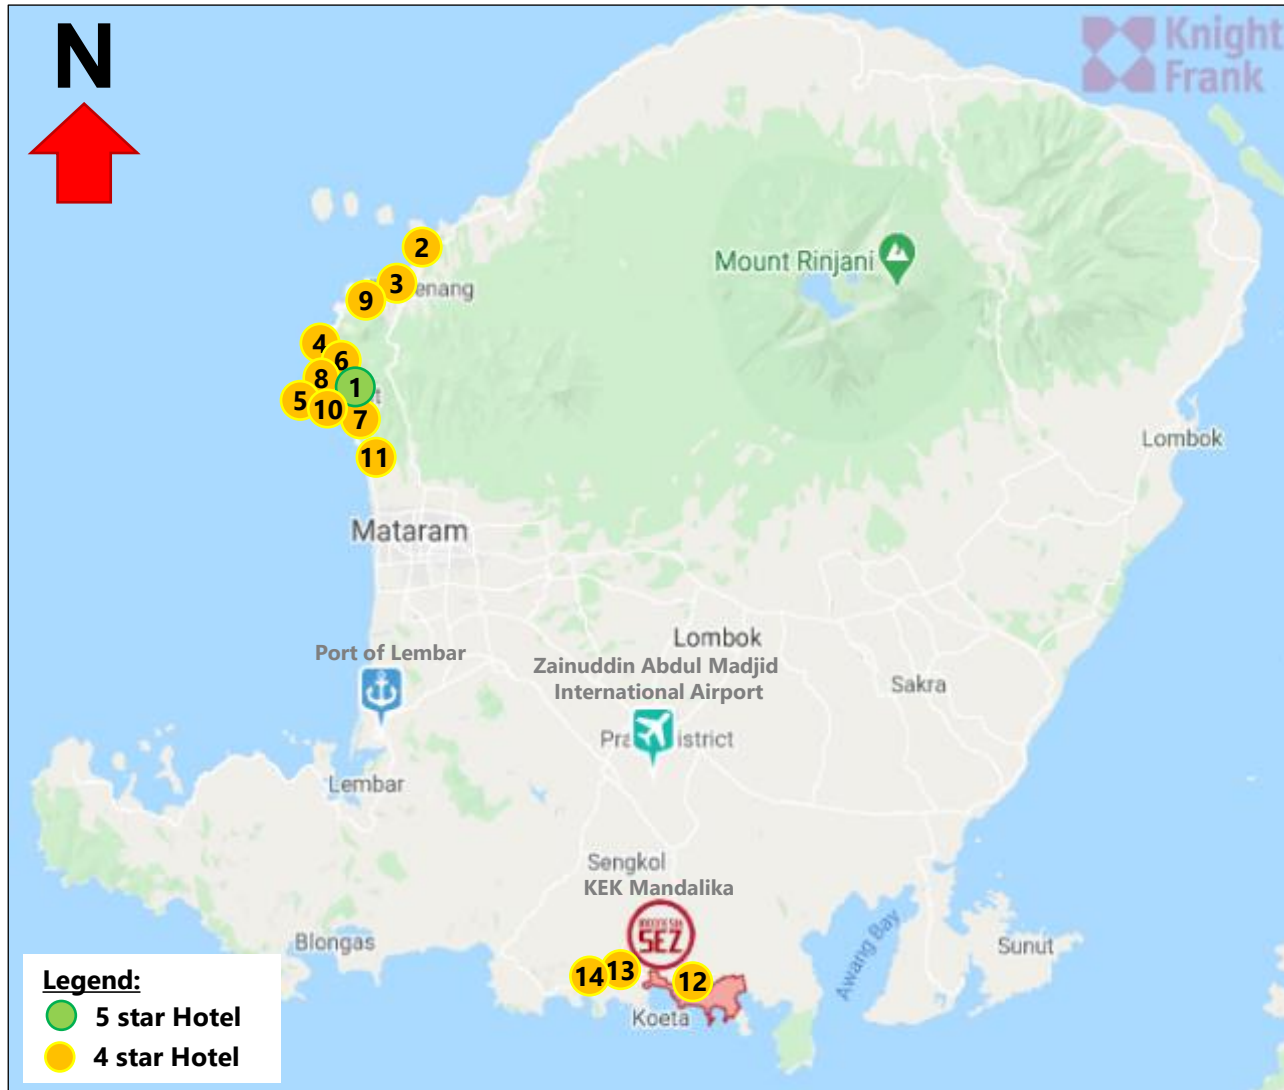 N
Knight
Frank
2
3
enang
9
Mount Rinjani
4
6
8
1
5
10
7
11
Lombok
Mataram
Lombok
Port of Lembar
Zainuddin Abdul Madjid
International Airport
Sakra
Pra istrict
Lembar
Sengkol
KEK Mandalika
INDONESIA
SEZ
Blongas
Awang Bay
Sunut
14
13
12
Koeta
Legend:
5 star Hotel
4 star Hotel